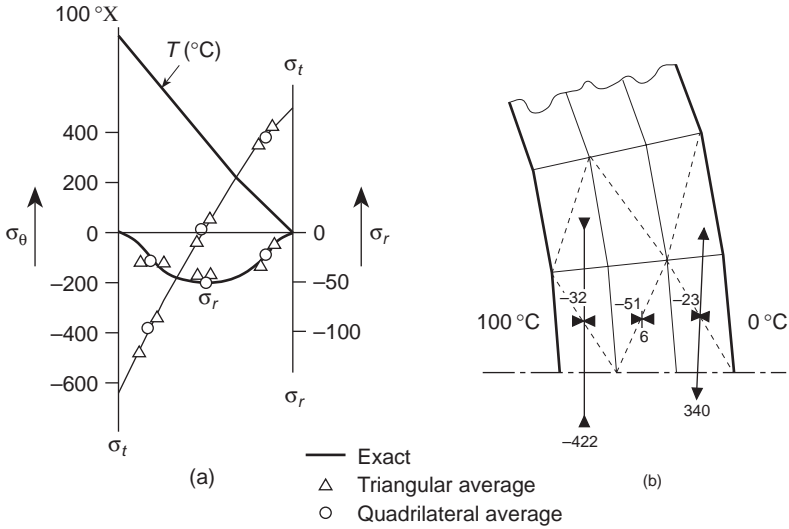 100 °X
T (°C)
σt
400
200
0
–200
–400
–600
σθ
0
–50
–100
σr
σr
σr
σt
(a)
–32
–51
–23
6
100 °C
0 °C
340
–422
(b)
Exact
Triangular average
Quadrilateral average